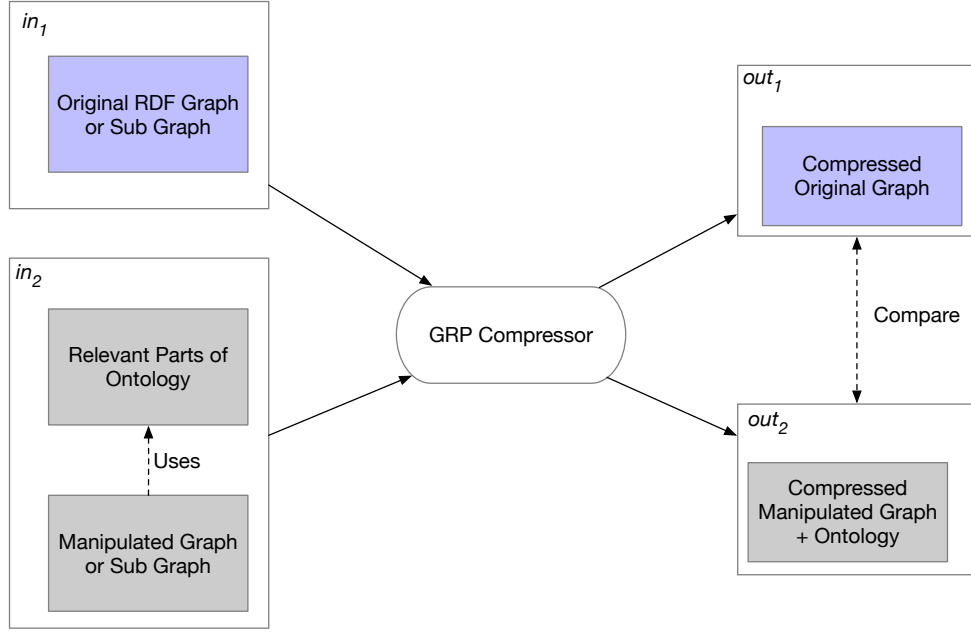 in1
Original RDF Graph
or Sub Graph
in2
Relevant Parts of
Ontology
Uses
Manipulated Graph
or Sub Graph
GRP Compressor
out1
Compressed
Original Graph
Compare
out2
Compressed
Manipulated Graph
+ Ontology